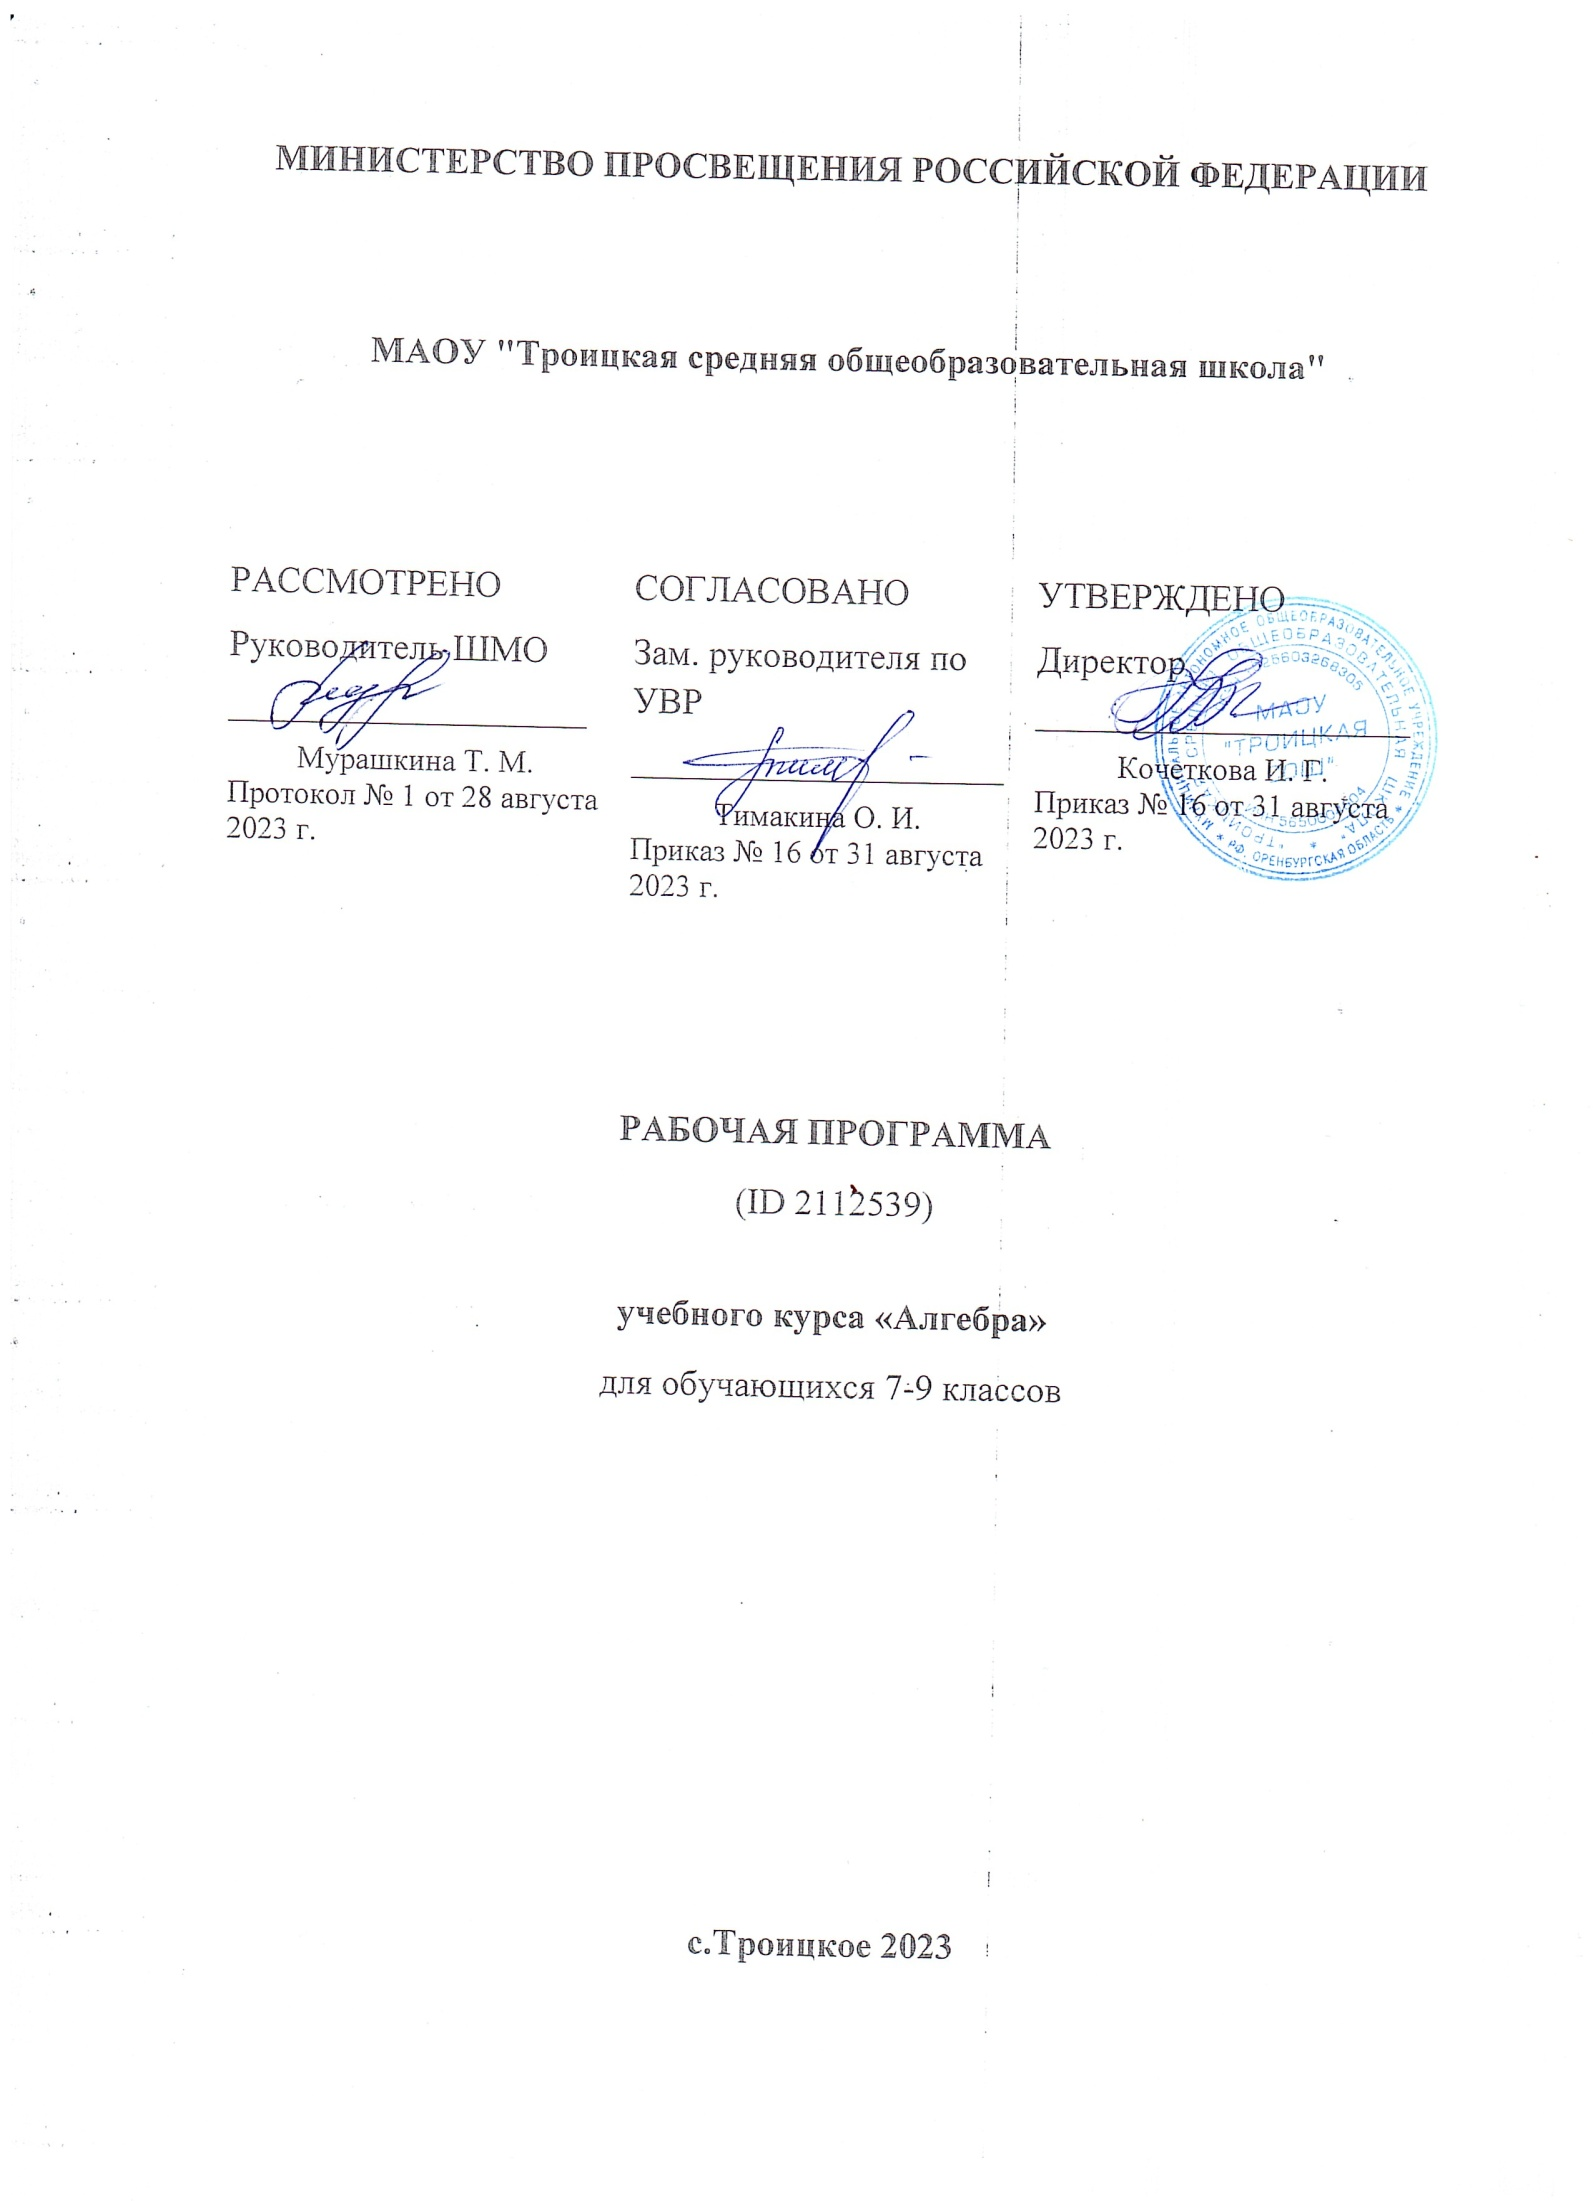 МИНИСТЕРСТВО ПРОСВЕЩЕНИЯ РОССИЙСКОЙ ФЕДЕРАЦИИ
МАОУ "Троицкая средняя общеобразовательная школа"
РАССМОТРЕНО
Руководитель ШМО
Мурашкина Т. М.
Протокол № 1 от 28 августа
2023 г.
СОГЛАСОВАНО
Зам. руководителя по
УВР
Тимакина О. И.
Приказ № 16 от 31 августа
2023 г.
УТВЕРЖДЕНО
Директор
Кочеткова И. Г.
Приказ № 16 от 31 августа
2023 г.
ОБЩЕОБРАЗОВАТЕЛЬНОЕ УЧРЕЖДЕНИЕ * РФ. ОРЕНБУРГСКАЯ ОБЛАСТЬ *
МАОУ
"ТРОИЦКАЯ
РАБОЧАЯ ПРОГРАММА
(ID 2112539)
учебного курса «Алгебра»
для обучающихся 7-9 классов
с.Троицкое 2023